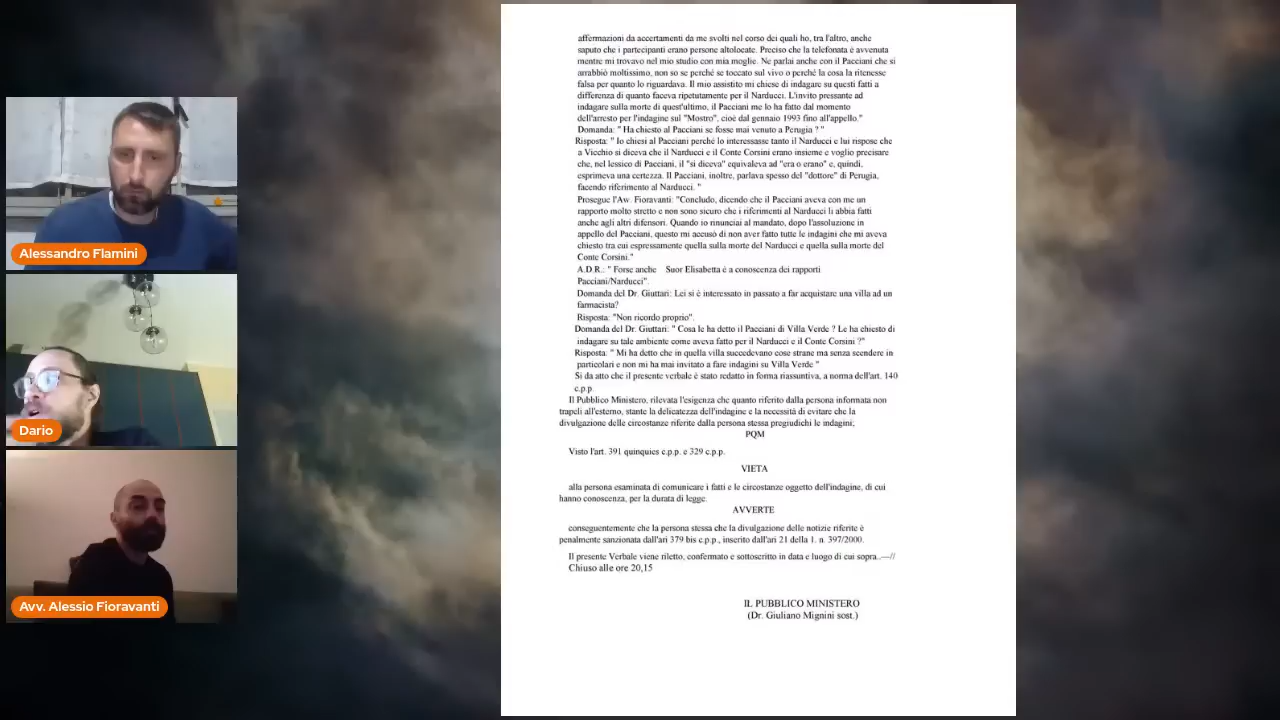 affermazioni da accertamenti da me svolti nel corso dei quali ho, tra l'altro, anche
saputo che i partecipanti erano persone altolocate. Preciso che la telefonata è avvenuta
mentre mi trovavo nel mio studio con mia moglie. Ne parlai anche con il Pacciani che si
arrabbiò moltissimo, non so se perché se toccato sul vivo o perché la cosa la ritenesse
falsa per quanto lo riguardava. Il mio assistito mi chiese di indagare su questi fatti a
differenza di quanto faceva ripetutamente per il Narducci. L'invito pressante ad
indagare sulla morte di quest'ultimo, il Pacciani me lo ha fatto dal momento
dell'arresto per l'indagine sul "Mostro", cioè dal gennaio 1993 fino all'appello."
Domanda: " Ha chiesto al Pacciani se fosse mai venuto a Perugia ? "
Risposta: " Io chiesi al Pacciani perché lo interessasse tanto il Narducci e lui rispose che
a Vicchio si diceva che il Narducci e il Conte Corsini erano insieme e voglio precisare
che, nel lessico di Pacciani, il "si diceva" equivaleva ad "era o erano" e, quindi,
esprimeva una certezza. Il Pacciani, inoltre, parlava spesso del "dottore" di Perugia,
facendo riferimento al Narducci. "
Prosegue l'Aw. Fioravanti: "Concludo, dicendo che il Pacciani aveva con me un
rapporto molto stretto e non sono sicuro che i riferimenti al Narducci li abbia fatti
anche agli altri difensori. Quando io rinunciai al mandato, dopo l'assoluzione in
appello del Pacciani, questo mi accusò di non aver fatto tutte le indagini che mi aveva
chiesto tra cui espressamente quella sulla morte del Narducci e quella sulla morte del
Conte Corsini."
A.D.R.: " Forse anche Suor Elisabetta è a conoscenza dei rapporti
Pacciani/Narducci".
Domanda del Dr. Giuttari: Lei si è interessato in passato a far acquistare una villa ad un
farmacista?
Risposta: "Non ricordo proprio".
Domanda del Dr. Giuttari: " Cosa le ha detto il Pacciani di Villa Verde ? Le ha chiesto di
indagare su tale ambiente come aveva fatto per il Narducci e il Conte Corsini ?"
Risposta: " Mi ha detto che in quella villa succedevano cose strane ma senza scendere in
particolari e non mi ha mai invitato a fare indagini su Villa Verde "
Si dà atto che il presente verbale è stato redatto in forma riassuntiva, a norma dell'art. 140
c.p.p.
Il Pubblico Ministero, rilevata l'esigenza che quanto riferito dalla persona informata non
trapeli all'esterno, stante la delicatezza dell'indagine e la necessità di evitare che la
divulgazione delle circostanze riferite dalla persona stessa pregiudichi le indagini;
PQM
Visto l'art. 391 quinquies c.p.p. e 329 c.p.p.
VIETA
alla persona esaminata di comunicare i fatti e le circostanze oggetto dell'indagine, di cui
hanno conoscenza, per la durata di legge.
AVVERTE
conseguentemente che la persona stessa che la divulgazione delle notizie riferite è
penalmente sanzionata dall'ari 379 bis c.p.p., inserito dall'ari 21 della 1. n. 397/2000.
Il presente Verbale viene riletto, confermato e sottoscritto in data e luogo di cui sopra..—//
Chiuso alle ore 20,15
IL PUBBLICO MINISTERO
(Dr. Giuliano Mignini sost.)
Alessandro Flamini
Dario
Avv. Alessio Fioravanti